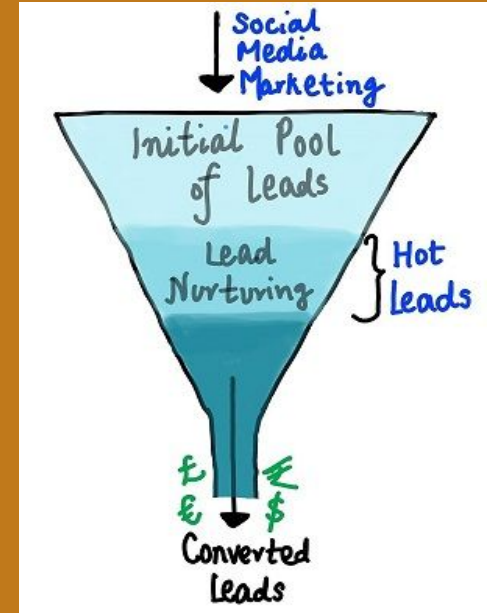 Social
Media
Marketing
Initial Pool
of Leads
Lead
Nurturing
Hot
Leads
£ ₹
€ $
Converted
Leads